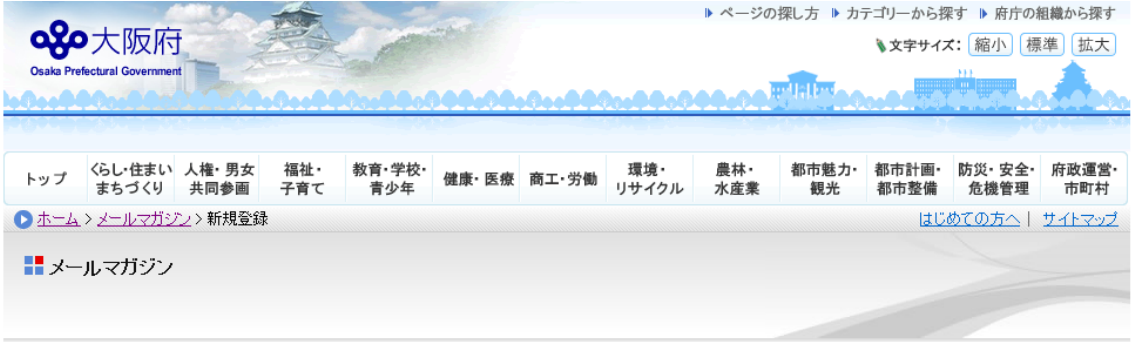 ページの探し方 カテゴリーから探す 府庁の組織から探す
大阪府
Osaka Prefectural Government
文字サイズ： 縮小 標準 拡大
トップ
くらし・住まい
まちづくり
人権・男女
共同参画
福祉・
子育て
教育・学校・
青少年
健康・医療
商工・労働
環境・
リサイクル
農林・
水産業
都市魅力・
観光
都市計画・
都市整備
防災・安全・
危機管理
府政運営・
市町村
ホーム > メールマガジン > 新規登録
はじめての方へ | サイトマップ
メールマガジン